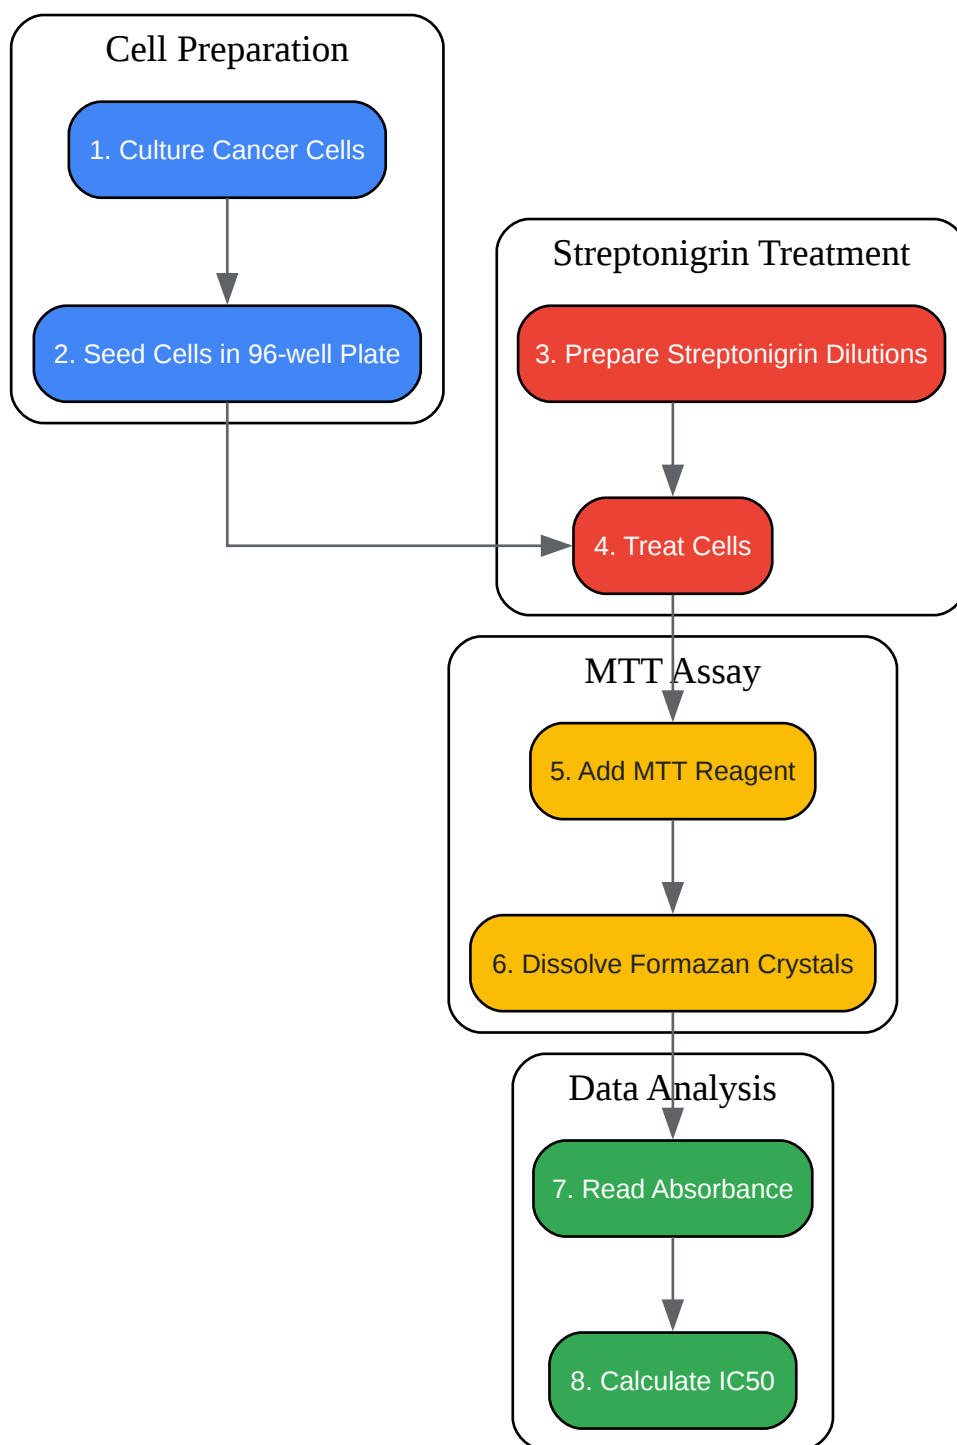 Cell Preparation
1. Culture Cancer Cells
2. Seed Cells in 96-well Plate
Streptonigrin Treatment
3. Prepare Streptonigrin Dilutions
4. Treat Cells
MTT Assay
5. Add MTT Reagent
6. Dissolve Formazan Crystals
Data Analysis
7. Read Absorbance
8. Calculate IC50